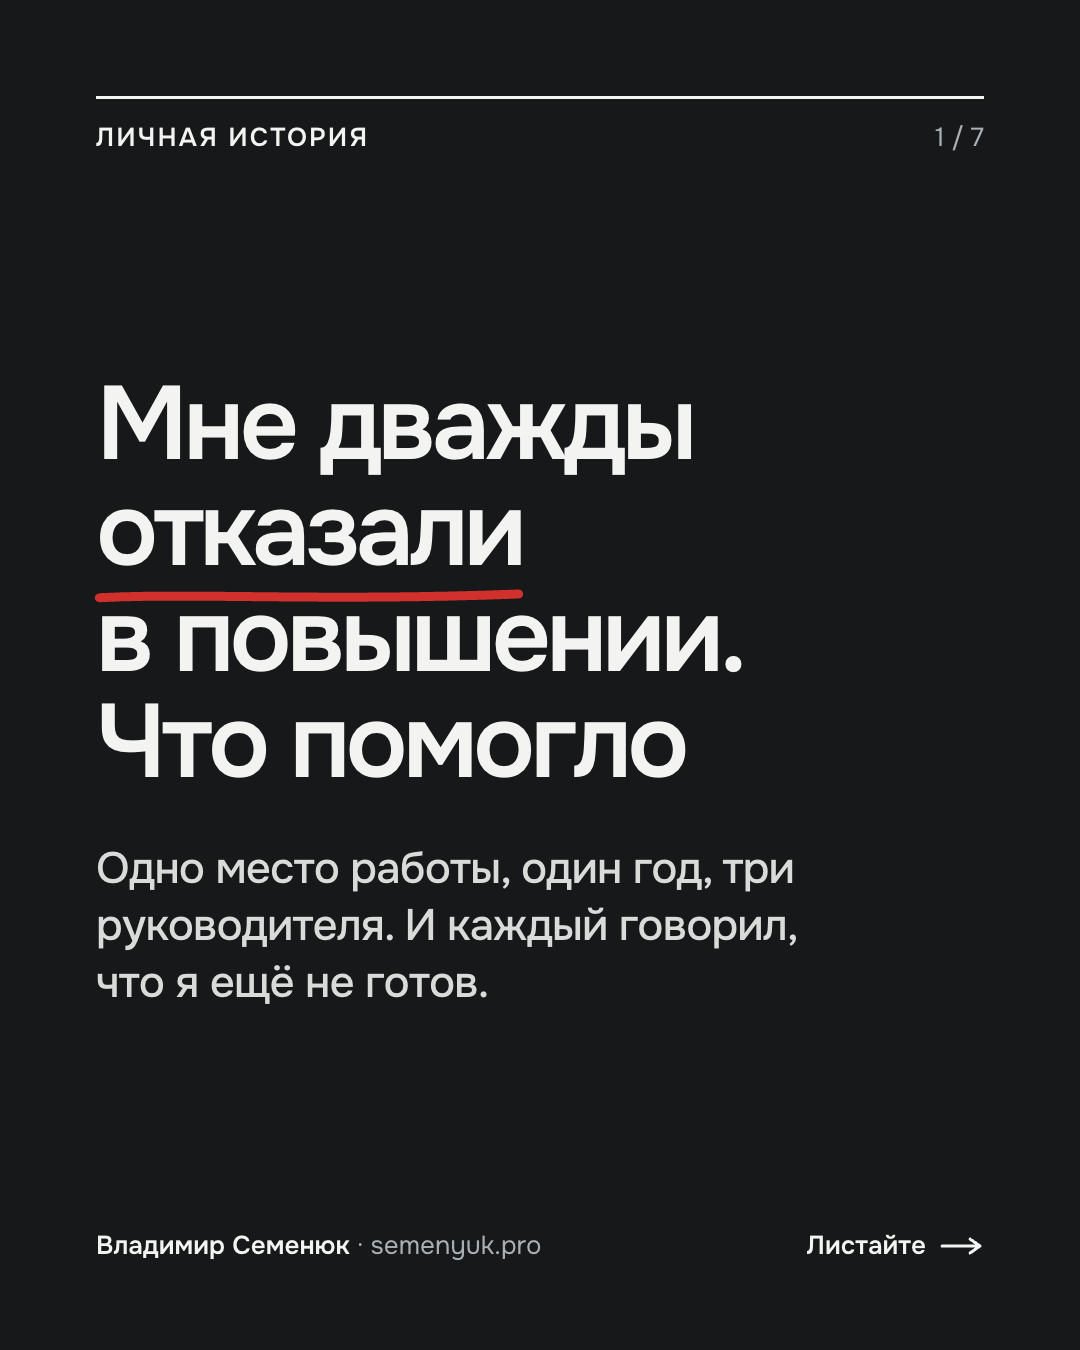 ЛИЧНАЯ ИСТОРИЯ
1 / 7
Мне дважды
отказали
в повышении.
Что помогло
Одно место работы, один год, три
руководителя. И каждый говорил,
что я ещё не готов.
Владимир Семенюк · semenyuk.pro
Листайте →